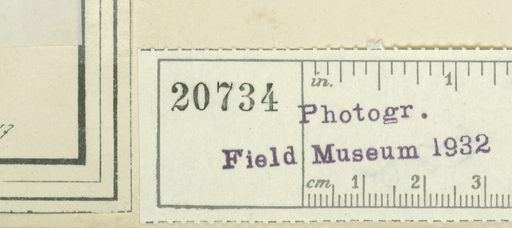 in. 1
20734
Photogr.
Field Museum 1932
cm. 1 2 3